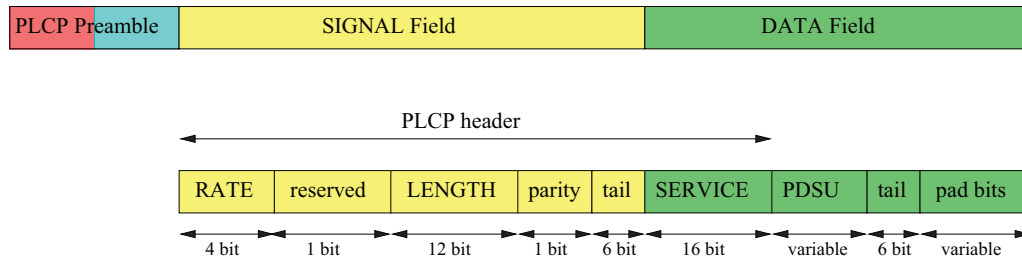 PLCP Preamble SIGNAL Field DATA Field
PLCP header
RATE reserved LENGTH parity tail SERVICE PDSU tail pad bits
4 bit 1 bit 12 bit 1 bit 6 bit 16 bit variable 6 bit variable